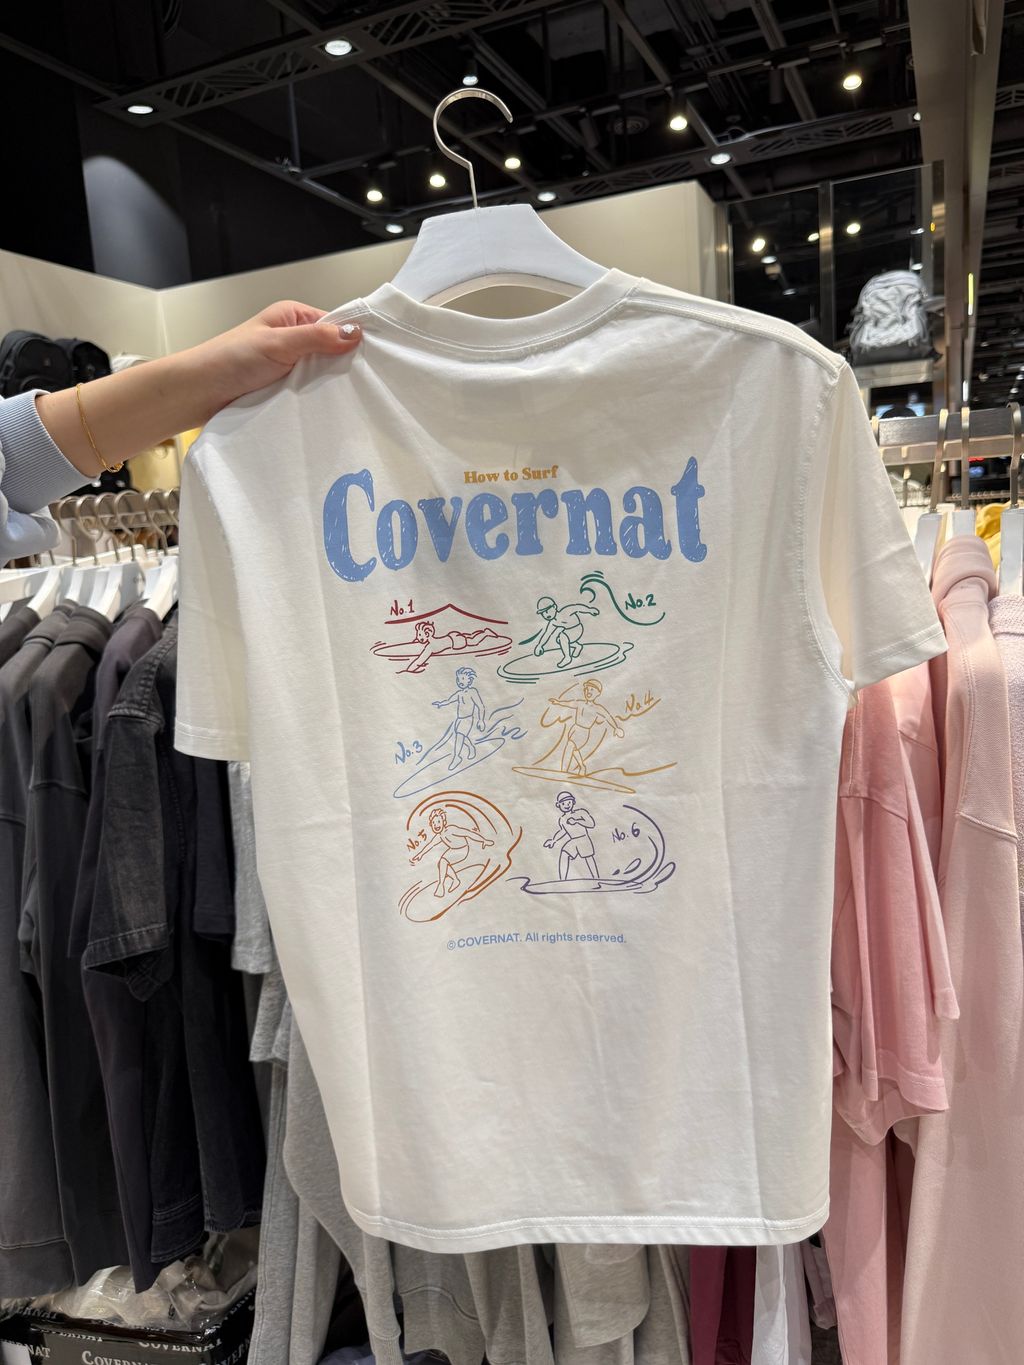 How to Surf
Covernat
No.1
No.2
No.3
No.4
No.5
No.6
©COVERNAT. All rights reserved.
COVERNAT
COVERNAT